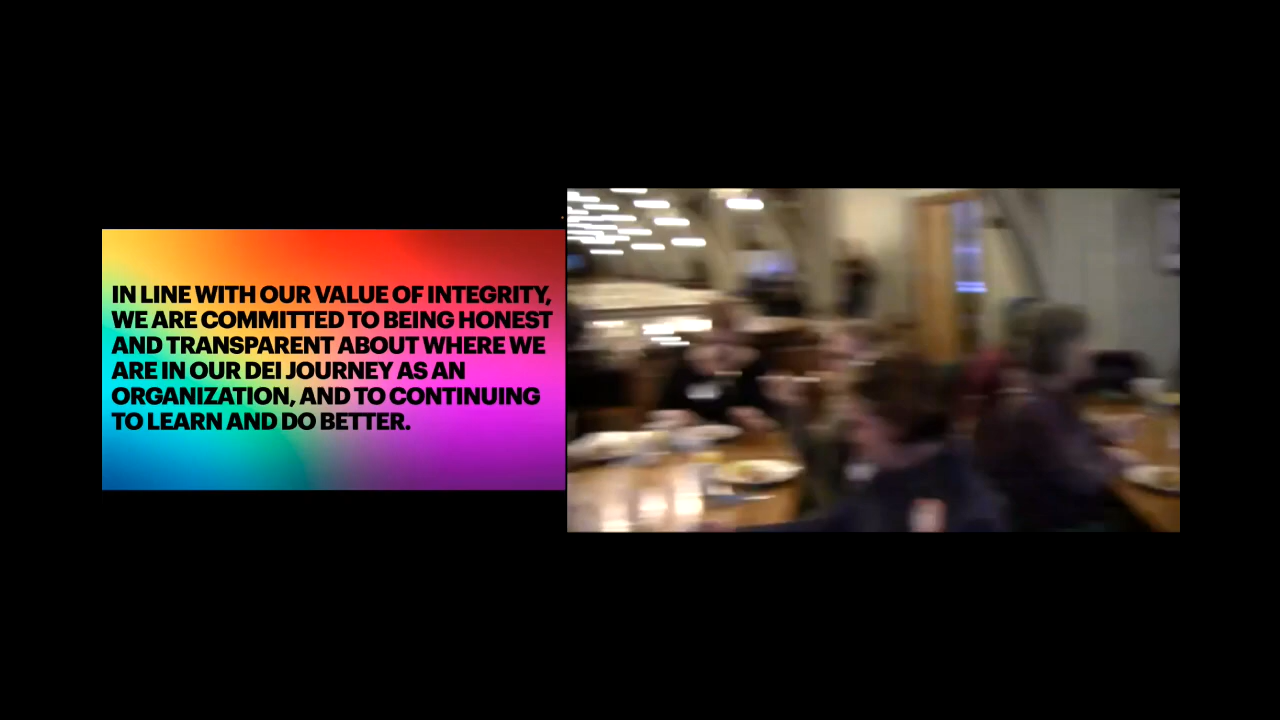 IN LINE WITH OUR VALUE OF INTEGRITY,
WE ARE COMMITTED TO BEING HONEST
AND TRANSPARENT ABOUT WHERE WE
ARE IN OUR DEI JOURNEY AS AN
ORGANIZATION, AND TO CONTINUING
TO LEARN AND DO BETTER.